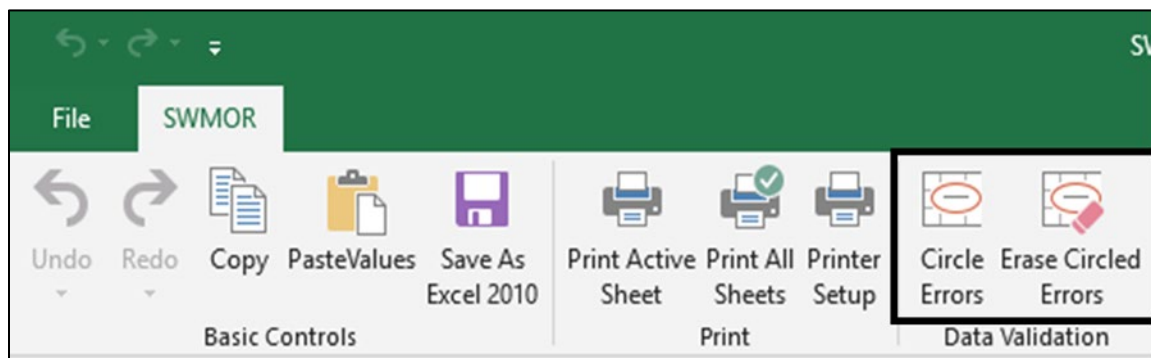 SW
File SWMOR
Undo Redo Copy PasteValues Save As Excel 2010 Print Active Sheet Print All Sheets Printer Setup Circle Errors Erase Circled Errors
Basic Controls Print Data Validation